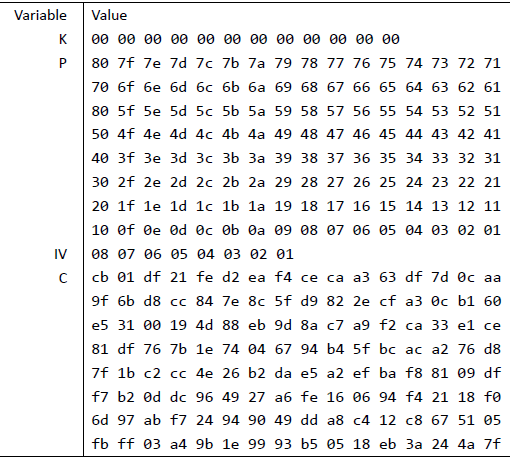 Variable Value
K 00 00 00 00 00 00 00 00 00 00 00 00
P 80 7f 7e 7d 7c 7b 7a 79 78 77 76 75 74 73 72 71
70 6f 6e 6d 6c 6b 6a 69 68 67 66 65 64 63 62 61
80 5f 5e 5d 5c 5b 5a 59 58 57 56 55 54 53 52 51
50 4f 4e 4d 4c 4b 4a 49 48 47 46 45 44 43 42 41
40 3f 3e 3d 3c 3b 3a 39 38 37 36 35 34 33 32 31
30 2f 2e 2d 2c 2b 2a 29 28 27 26 25 24 23 22 21
20 1f 1e 1d 1c 1b 1a 19 18 17 16 15 14 13 12 11
10 0f 0e 0d 0c 0b 0a 09 08 07 06 05 04 03 02 01
IV 08 07 06 05 04 03 02 01
C cb 01 df 21 fe d2 ea f4 ce ca a3 63 df 7d 0c aa
9f 6b d8 cc 84 7e 8c 5f d9 82 2e cf a3 0c b1 60
e5 31 00 19 4d 88 eb 9d 8a c7 a9 f2 ca 33 e1 ce
81 df 76 7b 1e 74 04 67 94 b4 5f bc ac a2 76 d8
7f 1b c2 cc 4e 26 b2 da e5 a2 ef ba f8 81 09 df
f7 b2 0d dc 96 49 27 a6 fe 16 06 94 f4 21 18 f0
6d 97 ab f7 24 94 90 49 dd a8 c4 12 c8 67 51 05
fb ff 03 a4 9b 1e 99 93 b5 05 18 eb 3a 24 4a 7f